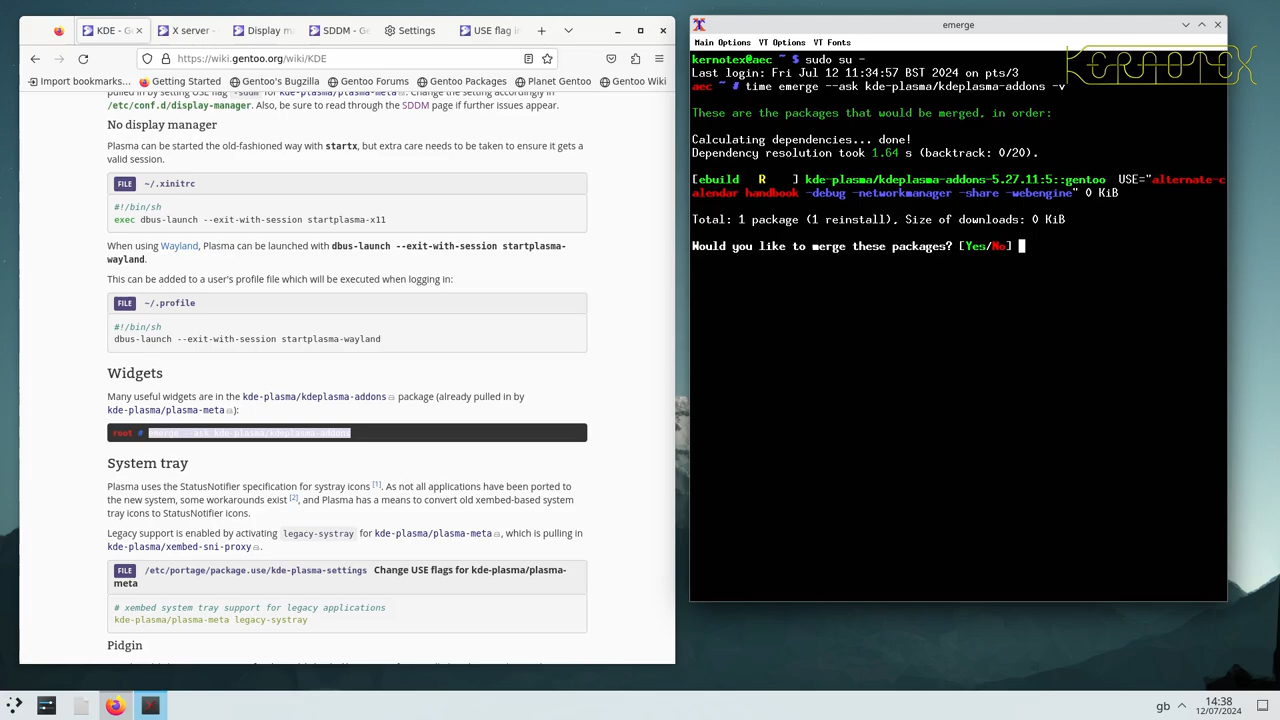 KDE - G
X server -
Display m
SDDM - Ge
Settings
USE flag in
https://wiki.gentoo.org/wiki/KDE
Import bookmarks...
Getting Started
Gentoo's Bugzilla
Gentoo Forums
Gentoo Packages
Planet Gentoo
Gentoo Wiki
/etc/conf.d/display-manager. Also, be sure to read through the SDDM page if further issues appear.
No display manager
Plasma can be started the old-fashioned way with startx, but extra care needs to be taken to ensure it gets a
valid session.
FILE ~/.xinitrc
#!/bin/sh
exec dbus-launch --exit-with-session startplasma-x11
When using Wayland, Plasma can be launched with dbus-launch --exit-with-session startplasma-
wayland.
This can be added to a user's profile file which will be executed when logging in:
FILE ~/.profile
#!/bin/sh
dbus-launch --exit-with-session startplasma-wayland
Widgets
Many useful widgets are in the kde-plasma/kdeplasma-addons package (already pulled in by
kde-plasma/plasma-meta):
root # emerge --ask kde-plasma/kdeplasma-addons
System tray
Plasma uses the StatusNotifier specification for systray icons [1]. As not all applications have been ported to
the new system, some workarounds exist [2], and Plasma has a means to convert old xembed-based system
tray icons to StatusNotifier icons.
Legacy support is enabled by activating legacy-systray for kde-plasma/plasma-meta, which is pulling in
kde-plasma/xembed-sni-proxy.
FILE /etc/portage/package.use/kde-plasma-settings Change USE flags for kde-plasma/plasma-
meta
# xembed system tray support for legacy applications
kde-plasma/plasma-meta legacy-systray
Pidgin
emerge
Main Options VT Options VT Fonts
KERNOTEX
kernotex@aec ~ $ sudo su -
Last login: Fri Jul 12 11:34:57 BST 2024 on pts/3
aec ~ # time emerge --ask kde-plasma/kdeplasma-addons -v
These are the packages that would be merged, in order:
Calculating dependencies... done!
Dependency resolution took 1.64 s (backtrack: 0/20).
[ebuild   R    ] kde-plasma/kdeplasma-addons-5.27.11:5::gentoo  USE="alternate-c
alendar handbook -debug -networkmanager -share -webengine" 0 KiB
Total: 1 package (1 reinstall), Size of downloads: 0 KiB
Would you like to merge these packages? [Yes/No]
gb
14:38
12/07/2024